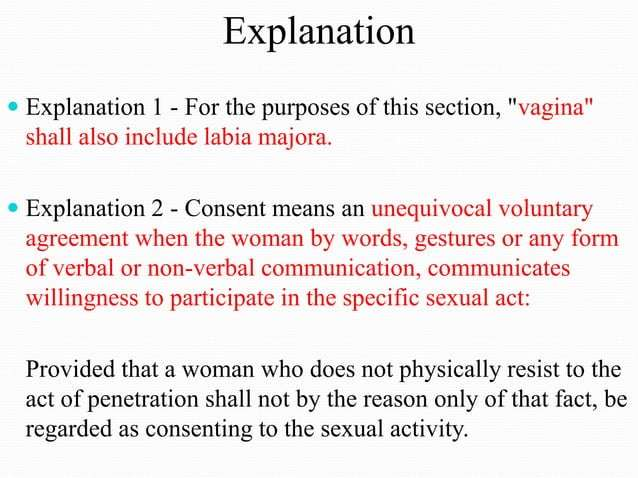 Explanation
• Explanation 1 - For the purposes of this section, "vagina"
shall also include labia majora.
• Explanation 2 - Consent means an unequivocal voluntary
agreement when the woman by words, gestures or any form
of verbal or non-verbal communication, communicates
willingness to participate in the specific sexual act:
Provided that a woman who does not physically resist to the
act of penetration shall not by the reason only of that fact, be
regarded as consenting to the sexual activity.